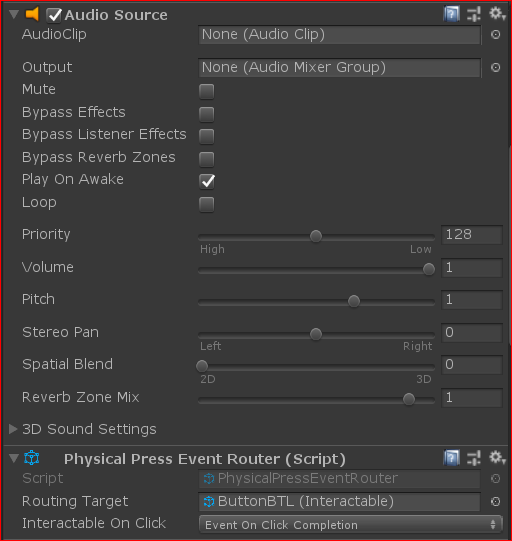 Audio Source
AudioClip None (Audio Clip)
Output None (Audio Mixer Group)
Mute
Bypass Effects
Bypass Listener Effects
Bypass Reverb Zones
Play On Awake
Loop
Priority 128
High Low
Volume 1
Pitch 1
Stereo Pan 0
Left Right
Spatial Blend 0
2D 3D
Reverb Zone Mix 1
3D Sound Settings
Physical Press Event Router (Script)
Script PhysicalPressEventRouter
Routing Target ButtonBTL (Interactable)
Interactable On Click Event On Click Completion